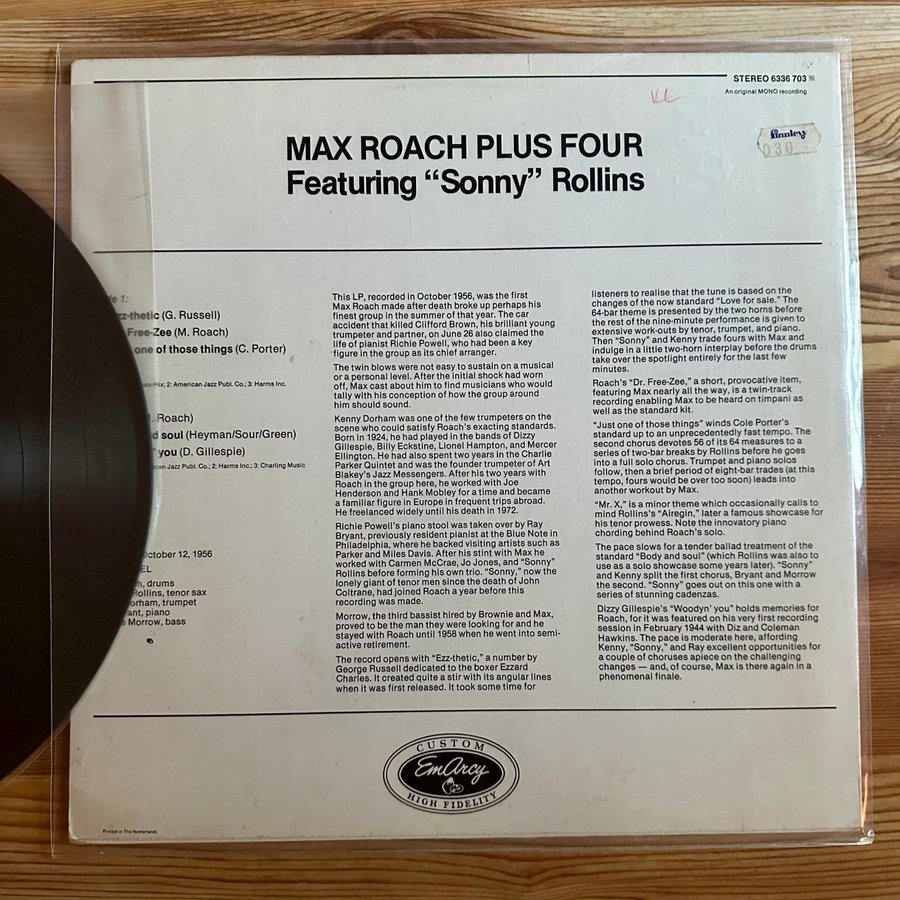 STEREO 6336 703
An original MONO recording
finnlevy
030
MAX ROACH PLUS FOUR
Featuring “Sonny” Rollins
1:
zz-thetic (G. Russell)
Free-Zee (M. Roach)
one of those things (C. Porter)
2: American Jazz Publ. Co.; 3: Harms Inc.
Roach)
d soul (Heyman/Sour/Green)
you (D. Gillespie)
can Jazz Publ. Co.; 2: Harms Inc.; 3: Charling Music
October 12, 1956
EL
h, drums
Rollins, tenor sax
orham, trumpet
ant, piano
Morrow, bass
This LP, recorded in October 1956, was the first
Max Roach made after death broke up perhaps his
finest group in the summer of that year. The car
accident that killed Clifford Brown, his brilliant young
trumpeter and partner, on June 26 also claimed the
life of pianist Richie Powell, who had been a key
figure in the group as its chief arranger.
The twin blows were not easy to sustain on a musical
or a personal level. After the initial shock had worn
off, Max cast about him to find musicians who would
tally with his conception of how the group around
him should sound.
Kenny Dorham was one of the few trumpeters on the
scene who could satisfy Roach's exacting standards.
Born in 1924, he had played in the bands of Dizzy
Gillespie, Billy Eckstine, Lionel Hampton, and Mercer
Ellington. He had also spent two years in the Charlie
Parker Quintet and was the founder trumpeter of Art
Blakey's Jazz Messengers. After his two years with
Roach in the group here, he worked with Joe
Henderson and Hank Mobley for a time and became
a familiar figure in Europe in frequent trips abroad.
He freelanced widely until his death in 1972.
Richie Powell's piano stool was taken over by Ray
Bryant, previously resident pianist at the Blue Note in
Philadelphia, where he backed visiting artists such as
Parker and Miles Davis. After his stint with Max he
worked with Carmen McCrae, Jo Jones, and “Sonny”
Rollins before forming his own trio. “Sonny,” now the
lonely giant of tenor men since the death of John
Coltrane, had joined Roach a year before this
recording was made.
Morrow, the third bassist hired by Brownie and Max,
proved to be the man they were looking for and he
stayed with Roach until 1958 when he went into semi-
active retirement.
The record opens with “Ezz-thetic,” a number by
George Russell dedicated to the boxer Ezzard
Charles. It created quite a stir with its angular lines
when it was first released. It took some time for
listeners to realise that the tune is based on the
changes of the now standard “Love for sale.” The
64-bar theme is presented by the two horns before
the rest of the nine-minute performance is given to
extensive work-outs by tenor, trumpet, and piano.
Then “Sonny” and Kenny trade fours with Max and
indulge in a little two-horn interplay before the drums
take over the spotlight entirely for the last few
minutes.
Roach's “Dr. Free-Zee,” a short, provocative item,
featuring Max nearly all the way, is a twin-track
recording enabling Max to be heard on timpani as
well as the standard kit.
“Just one of those things” winds Cole Porter's
standard up to an unprecedentedly fast tempo. The
second chorus devotes 56 of its 64 measures to a
series of two-bar breaks by Rollins before he goes
into a full solo chorus. Trumpet and piano solos
follow, then a brief period of eight-bar trades (at this
tempo, fours would be over too soon) leads into
another workout by Max.
“Mr. X,” is a minor theme which occasionally calls to
mind Rollins's “Airegin,” later a famous showcase for
his tenor prowess. Note the innovatory piano
chording behind Roach's solo.
The pace slows for a tender ballad treatment of the
standard “Body and soul” (which Rollins was also to
use as a solo showcase some years later). “Sonny”
and Kenny split the first chorus, Bryant and Morrow
the second. “Sonny” goes out on this one with a
series of stunning cadenzas.
Dizzy Gillespie's “Woodyn' you” holds memories for
Roach, for it was featured on his very first recording
session in February 1944 with Diz and Coleman
Hawkins. The pace is moderate here, affording
Kenny, “Sonny,” and Ray excellent opportunities for
a couple of choruses apiece on the challenging
changes — and, of course, Max is there again in a
phenomenal finale.
CUSTOM
EmArcy
HIGH FIDELITY
Printed in The Netherlands